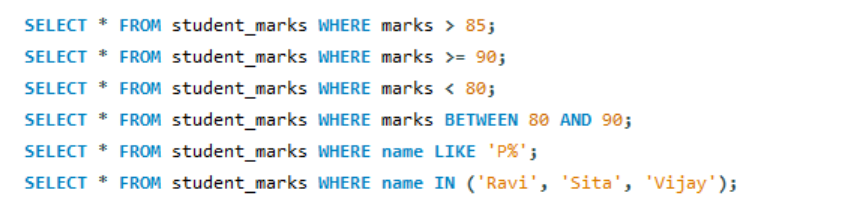 SELECT * FROM student_marks WHERE marks > 85;
SELECT * FROM student_marks WHERE marks >= 90;
SELECT * FROM student_marks WHERE marks < 80;
SELECT * FROM student_marks WHERE marks BETWEEN 80 AND 90;
SELECT * FROM student_marks WHERE name LIKE 'P%';
SELECT * FROM student_marks WHERE name IN ('Ravi', 'Sita', 'Vijay');